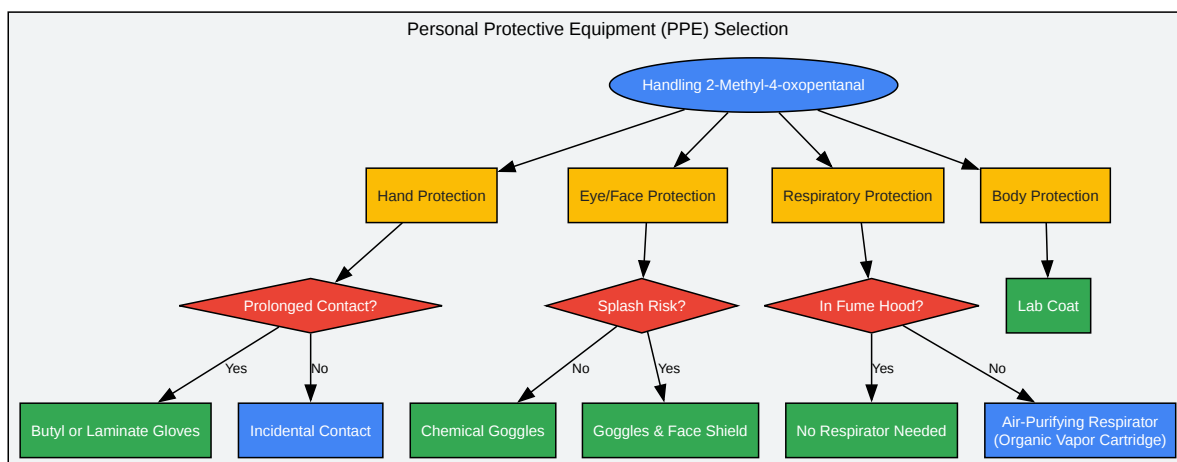 Personal Protective Equipment (PPE) Selection
Handling 2-Methyl-4-oxopentanal
Hand Protection
Eye/Face Protection
Respiratory Protection
Body Protection
Prolonged Contact?
Splash Risk?
In Fume Hood?
Lab Coat
Yes
No
No
Yes
Yes
No
Butyl or Laminate Gloves
Incidental Contact
Chemical Goggles
Goggles & Face Shield
No Respirator Needed
Air-Purifying Respirator
(Organic Vapor Cartridge)